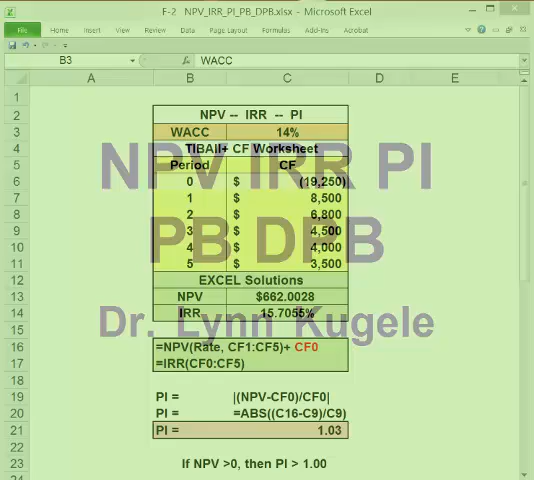 F-2 NPV_IRR_PI_PB_DPB.xlsx - Microsoft Excel
File Home Insert Review Data Page Layout Formulas Add-Ins Acrobat
B3 fx WACC
A B C D E
1
2 NPV -- IRR -- PI
3 WACC 14%
4 TIBAII+ CF Worksheet
5 Period CF
6 0 $ (19,250)
7 1 $ 8,500
8 2 $ 6,800
9 3 $ 4,500
10 4 $ 4,000
11 5 $ 3,500
12 EXCEL Solutions
13 NPV $662.0028
14 IRR 15.7055%
15
16 =NPV(Rate, CF1:CF5)+ CF0
17 =IRR(CF0:CF5)
18
19 PI = |(NPV-CF0)/CF0|
20 PI = =ABS((C16-C9)/C9)
21 PI = 1.03
22
23 If NPV >0, then PI > 1.00
24
NPV IRR PI
PB DPB
Dr. Lynn Kugele